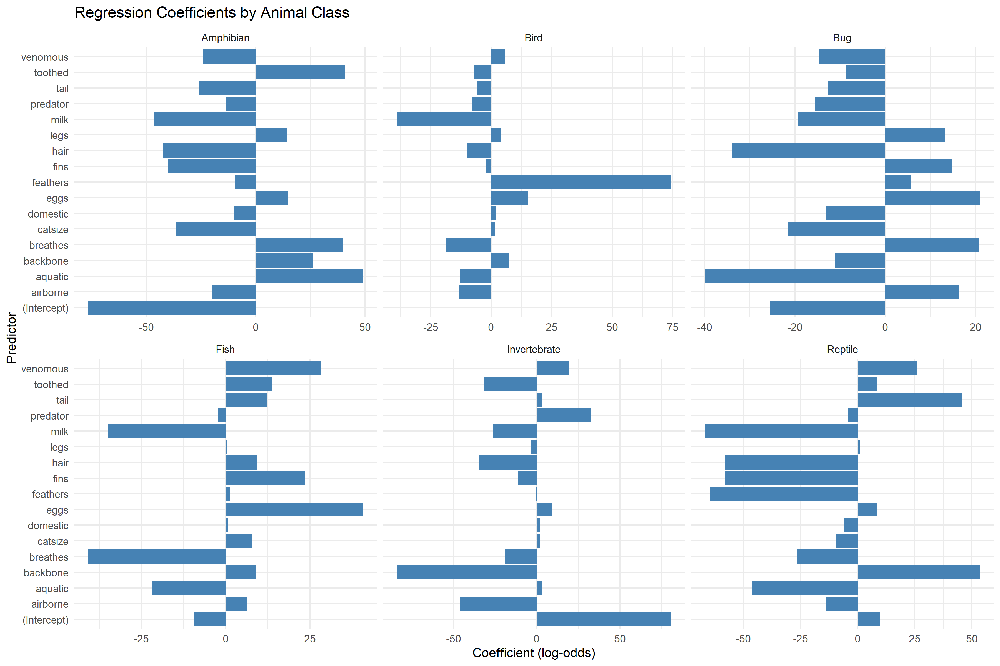 Regression Coefficients by Animal Class
Amphibian
Bird
Bug
venomous
toothed
tail
predator
milk
legs
hair
fins
feathers
eggs
domestic
catsize
breathes
backbone
aquatic
airborne
(Intercept)
-50 0 50
-25 0 25 50 75
-40 -20 0 20
Predictor
Fish
Invertebrate
Reptile
venomous
toothed
tail
predator
milk
legs
hair
fins
feathers
eggs
domestic
catsize
breathes
backbone
aquatic
airborne
(Intercept)
-25 0 25
-50 0 50
-50 -25 0 25 50
Coefficient (log-odds)